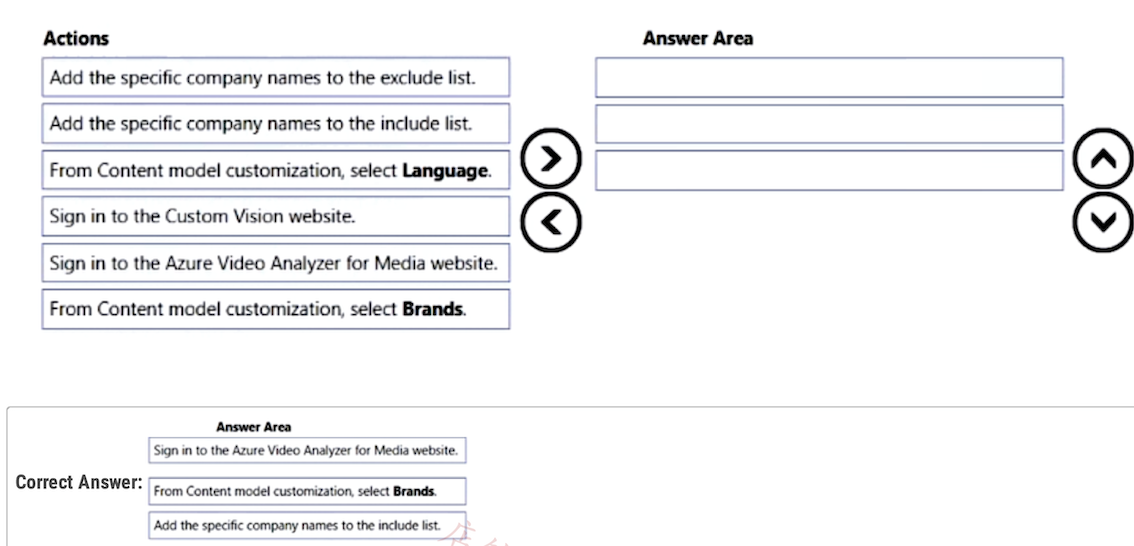 Actions
Answer Area
Add the specific company names to the exclude list.
Add the specific company names to the include list.
From Content model customization, select Language.
Sign in to the Custom Vision website.
Sign in to the Azure Video Analyzer for Media website.
From Content model customization, select Brands.
Answer Area
Correct Answer:
Sign in to the Azure Video Analyzer for Media website.
From Content model customization, select Brands.
Add the specific company names to the include list.